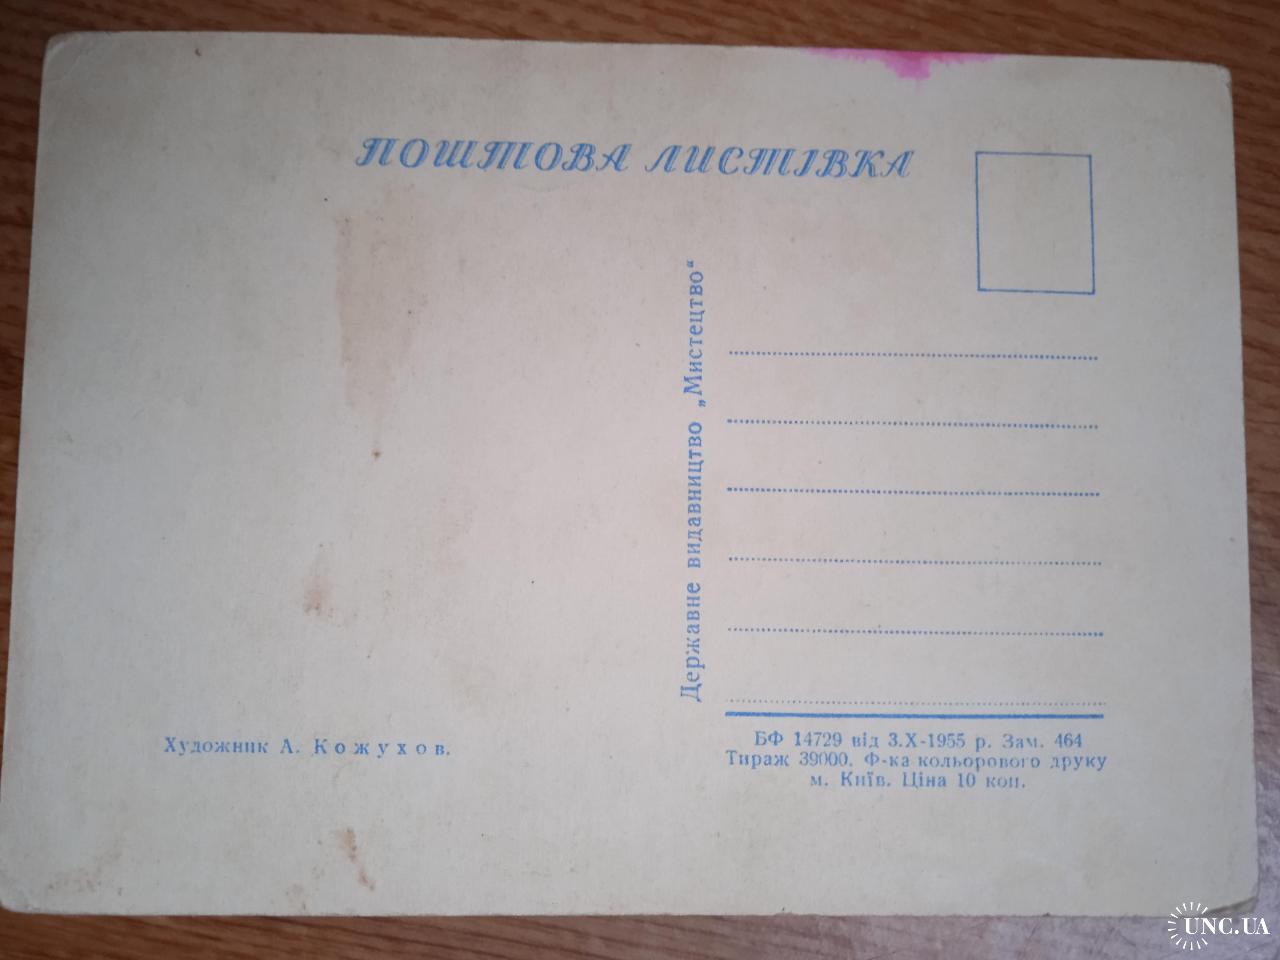 ПОШТОВА ЛИСТІВКА
Державне видавництво „Мистецтво“
Художник А. Кожухов.
БФ 14729 від 3.X-1955 р. Зам. 464
Тираж 39000. Ф-ка кольорового друку
м. Київ. Ціна 10 коп.
UNC.UA